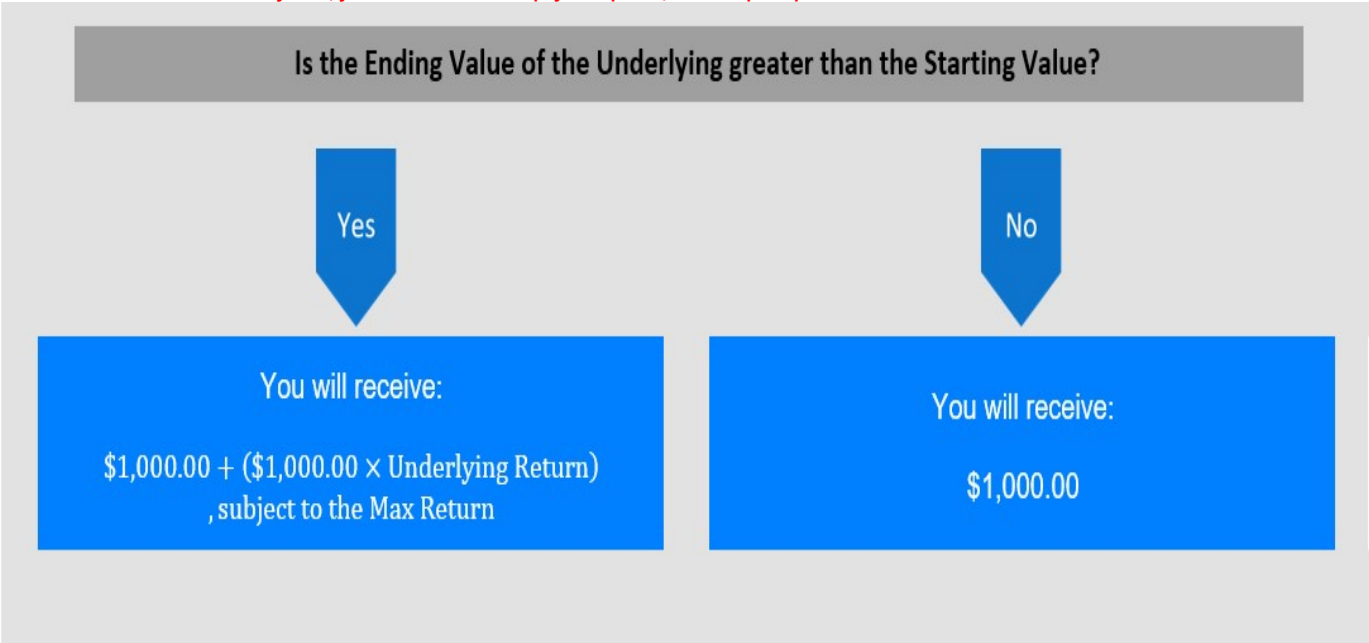 Is the Ending Value of the Underlying greater than the Starting Value?
Yes
No
You will receive:
$1,000.00 + ($1,000.00 × Underlying Return)
, subject to the Max Return
You will receive:
$1,000.00